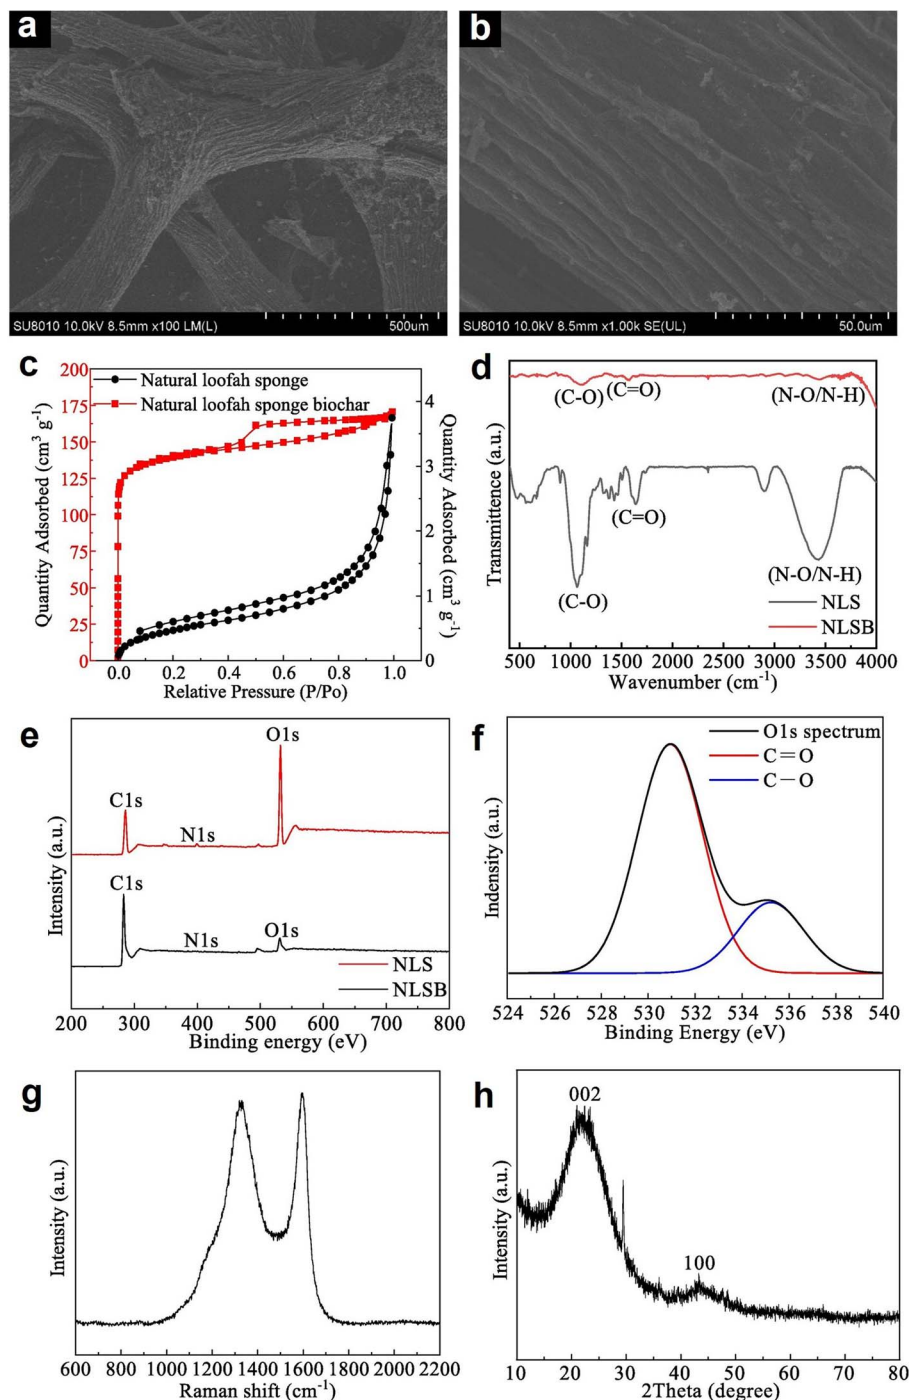 a
SU8010 10.0kV 8.5mm x100 LM(L)
500um
b
SU8010 10.0kV 8.5mm x1.00k SE(UL)
50.0um
c
Natural loofah sponge
Natural loofah sponge biochar
Quantity Adsorbed (cm³ g⁻¹)
200
175
150
125
100
75
50
25
0
Quantity Adsorbed (cm³ g⁻¹)
4
3
2
1
0
0.0 0.2 0.4 0.6 0.8 1.0
Relative Pressure (P/Po)
d
Transmittence (a.u.)
(C-O)
(C=O)
(N-O/N-H)
(C=O)
(C-O)
(N-O/N-H)
NLS
NLSB
500 1000 1500 2000 2500 3000 3500 4000
Wavenumber (cm⁻¹)
e
Intensity (a.u.)
O1s
C1s
N1s
C1s
N1s
O1s
NLS
NLSB
200 300 400 500 600 700 800
Binding energy (eV)
f
Indensity (a.u.)
O1s spectrum
C=O
C－O
524 526 528 530 532 534 536 538 540
Binding Energy (eV)
g
Intensity (a.u.)
600 800 1000 1200 1400 1600 1800 2000 2200
Raman shift (cm⁻¹)
h
Intensity (a.u.)
002
100
10 20 30 40 50 60 70 80
2Theta (degree)